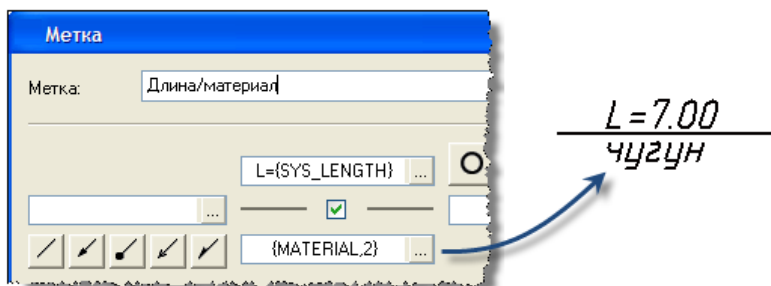 Метка
Метка: Длина/материал
L={SYS_LENGTH} ...
...
{MATERIAL,2} ...
L=7.00
чугун